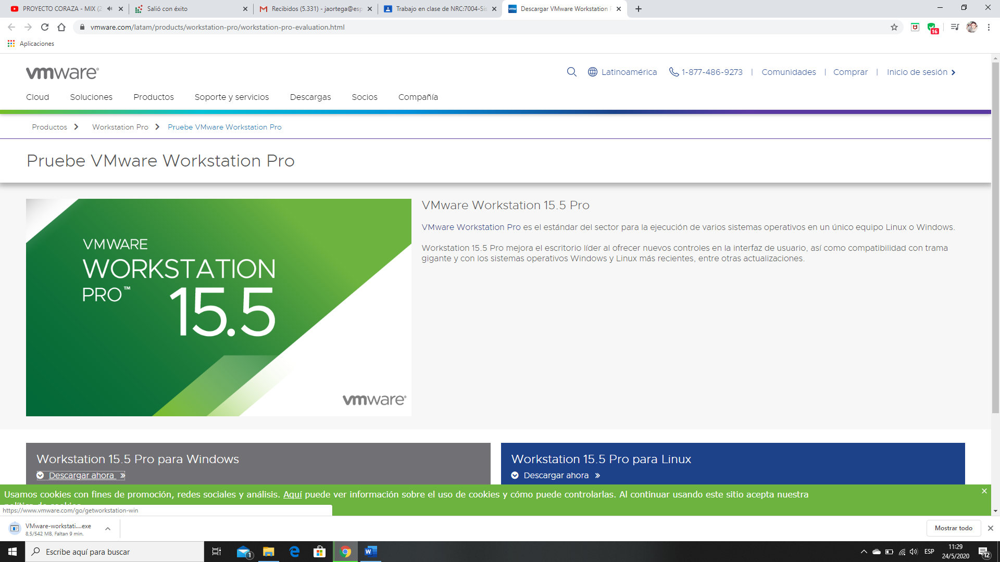 PROYECTO CORAZA - MIX (2
Salió con éxito
Recibidos (5.331) - jaortega@esp
Trabajo en clase de NRC:7004-Sis
Descargar VMware Workstation P
vmware.com/latam/products/workstation-pro/workstation-pro-evaluation.html
16
Aplicaciones
vmware®
Latinoamérica
1-877-486-9273 | Comunidades | Comprar | Inicio de sesión
Cloud Soluciones Productos Soporte y servicios Descargas Socios Compañía
Productos Workstation Pro Pruebe VMware Workstation Pro
Pruebe VMware Workstation Pro
VMWARE
WORKSTATION
PRO™
15.5
vmware®
VMware Workstation 15.5 Pro
VMware Workstation Pro es el estándar del sector para la ejecución de varios sistemas operativos en un único equipo Linux o Windows.
Workstation 15.5 Pro mejora el escritorio líder al ofrecer nuevos controles en la interfaz de usuario, así como compatibilidad con trama
gigante y con los sistemas operativos Windows y Linux más recientes, entre otras actualizaciones.
Workstation 15.5 Pro para Windows
Descargar ahora »
Workstation 15.5 Pro para Linux
Descargar ahora »
Usamos cookies con fines de promoción, redes sociales y análisis. Aquí puede ver información sobre el uso de cookies y cómo puede controlarlas. Al continuar usando este sitio acepta nuestra
política de cookies
https://www.vmware.com/go/getworkstation-win
VMware-workstati....exe
8,5/542 MB, Faltan 9 min.
Mostrar todo
Escribe aquí para buscar
1
ESP
11:29
24/5/2020
12